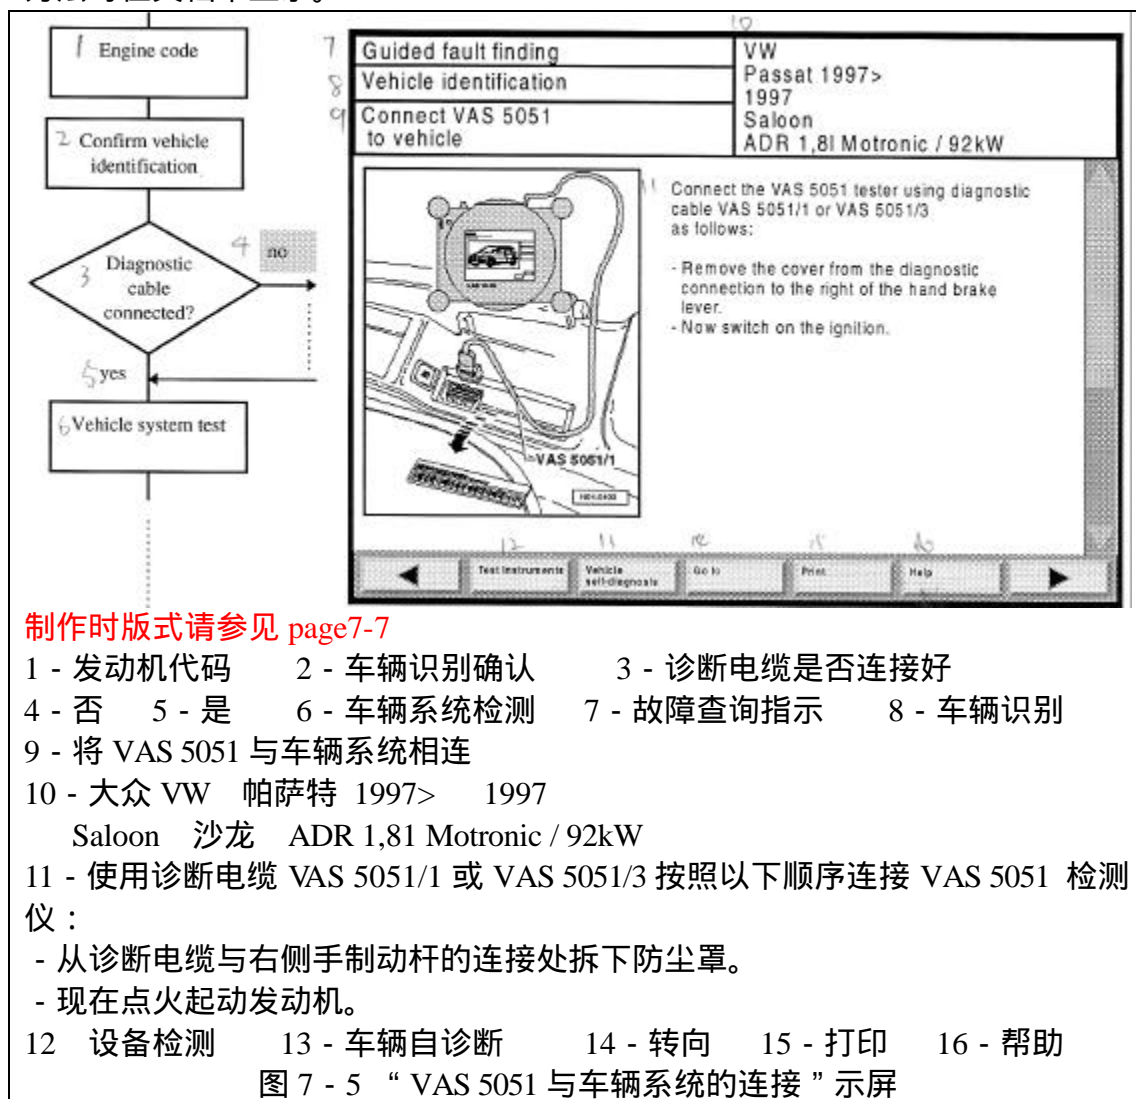 1 Engine code
2 Confirm vehicle
identification
3 Diagnostic
cable
connected?
4 no
5 yes
6 Vehicle system test
10
7 Guided fault finding
8 Vehicle identification
9 Connect VAS 5051
to vehicle
VW
Passat 1997>
1997
Saloon
ADR 1,8l Motronic / 92kW
11 Connect the VAS 5051 tester using diagnostic
cable VAS 5051/1 or VAS 5051/3
as follows:
- Remove the cover from the diagnostic
connection to the right of the hand brake
lever.
- Now switch on the ignition.
VAS 5051/1
12 11 15
Test instruments
Vehicle
self-diagnosis
Go to
Print
Help
制作时版式请参见 page7-7
1 - 发动机代码 2 - 车辆识别确认 3 - 诊断电缆是否连接好
4 - 否 5 - 是 6 - 车辆系统检测 7 - 故障查询指示 8 - 车辆识别
9 - 将 VAS 5051 与车辆系统相连
10 - 大众 VW 帕萨特 1997> 1997
Saloon 沙龙 ADR 1,81 Motronic / 92kW
11 - 使用诊断电缆 VAS 5051/1 或 VAS 5051/3 按照以下顺序连接 VAS 5051 检测
仪：
- 从诊断电缆与右侧手制动杆的连接处拆下防尘罩。
- 现在点火起动发动机。
12 设备检测 13 - 车辆自诊断 14 - 转向 15 - 打印 16 - 帮助
图 7 - 5 “ VAS 5051 与车辆系统的连接 ” 示屏